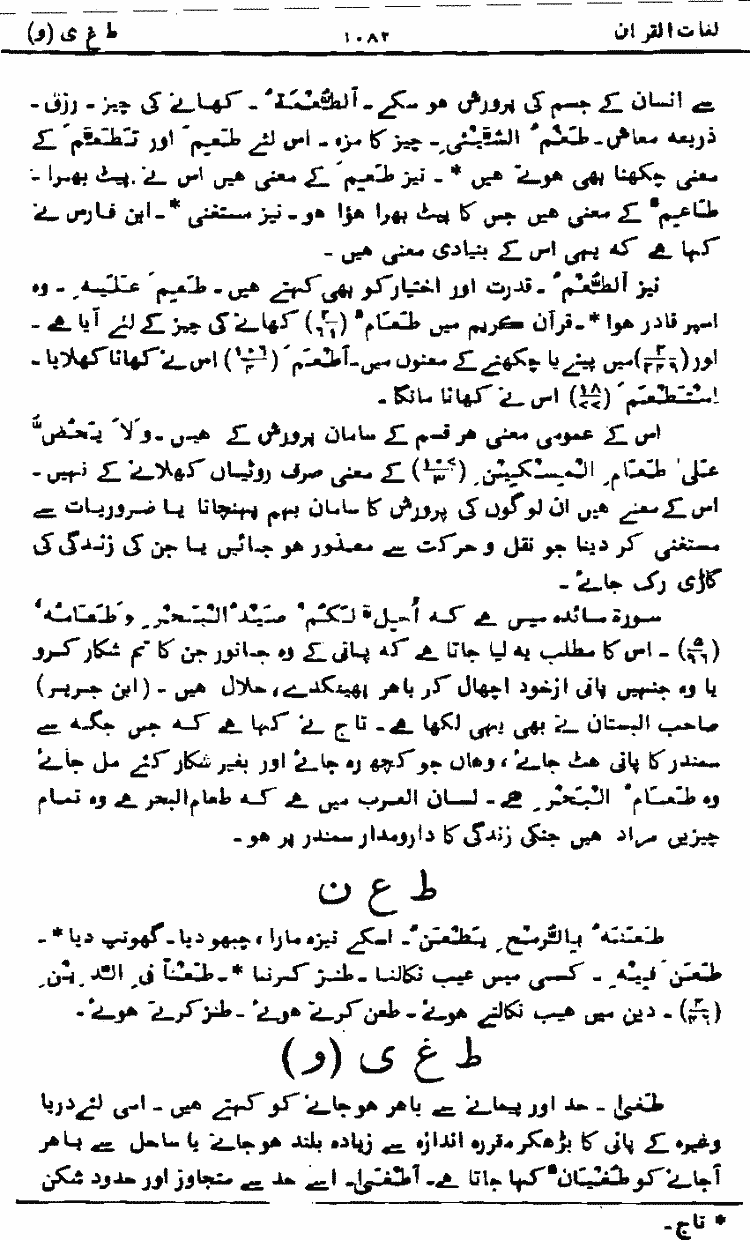 لغات القرآن ۱۰۸۲ ط غ ی (و)
سے انسان کے جسم کی پرورش ہو سکے۔ اَلطُّعْمَةُ۔ کھانے کی چیز۔ رزق۔
ذریعہ معاش۔ طَعْمُ الشَّیْئِی۔ چیز کا مزہ۔ اس لئے طَعِمَ اور تَطَعَّمَ کے
معنی چکھنا بھی ہوتے ہیں *۔ نیز طَعِمَ کے معنی ہیں اس نے پیٹ بھرا۔
طَاعِمٌ کے معنی ہیں جس کا پیٹ بھرا ہؤا ہو۔ نیز مستغنی *۔ ابن فارس نے
کہا ہے کہ یہی اس کے بنیادی معنی ہیں۔
نیز اَلطُّعْمُ۔ قدرت اور اختیار کو بھی کہتے ہیں۔ طَعِمَ عَلَیْهِ۔ وہ
اسپر قادر ہوا *۔ قرآن کریم میں طَعَامٌ (۲/۶۱) کھانے کی چیز کے لئے آیا ہے۔
اور (۲/۲۴۹) میں پینے یا چکھنے کے معنوں میں۔ اَطْعَمَ (۱۰۶/۴) اس نے کھانا کھلایا۔
اِسْتَطْعَمَ (۱۸/۷۷) اس نے کھانا مانگا۔
اس کے عمومی معنی ہر قسم کے سامان پرورش کے ہیں۔ وَلَا یَحُضُّ
عَلٰی طَعَامِ الْمِسْکِیْنِ (۱۰۷/۳) کے معنی صرف روٹیاں کھلانے کے نہیں۔
اس کے معنے ہیں ان لوگوں کی پرورش کا سامان بہم پہنچانا یا ضروریات سے
مستغنی کر دینا جو نقل و حرکت سے معذور ہو جائیں یا جن کی زندگی کی
گاڑی رک جائے۔
سورۃ مائدہ میں ہے کہ اُحِلَّ لَکُمْ صَیْدُ الْبَحْرِ وَطَعَامُهُ
(۵/۹۶)۔ اس کا مطلب یہ لیا جاتا ہے کہ پانی کے وہ جانور جن کا تم شکار کرو
یا وہ جنہیں پانی ازخود اچھال کر باہر پھینکدے، حلال ہیں۔ (ابن جریر)
صاحب البستان نے بھی یہی لکھا ہے۔ تاج نے کہا ہے کہ جس جگہ سے
سمندر کا پانی ہٹ جائے، وہاں جو کچھ رہ جائے اور بغیر شکار کئے مل جائے
وہ طَعَامُ الْبَحْرِ ہے۔ لسان العرب میں ہے کہ طعام البحر ہے وہ تمام
چیزیں مراد ہیں جنکی زندگی کا دارومدار سمندر پر ہو۔
ط ع ن
طَعَنَهُ بِالرُّمْحِ یَطْعَنُ۔ اسکے نیزہ مارا، چبھو دیا۔ گھونپ دیا *۔
طَعَنَ فِیْهِ۔ کسی میں عیب نکالنا۔ طنز کرنا *۔ طَعْناً فِی الدِّیْنِ
(۴/۴۶)۔ دین میں عیب نکالتے ہوئے۔ طعن کرتے ہوئے۔ طنز کرتے ہوئے۔
ط غ ی (و)
طَغٰی۔ حد اور پیمانے سے باہر ہو جانے کو کہتے ہیں۔ اسی لئے دریا
وغیرہ کے پانی کا بڑھکر مقررہ اندازہ سے زیادہ بلند ہو جانے یا ساحل سے باہر
آجانے کو طُغْیَانٌ کہا جاتا ہے۔ اَطْغٰی۔ اسے حد سے متجاوز اور حدود شکن
* تاج۔